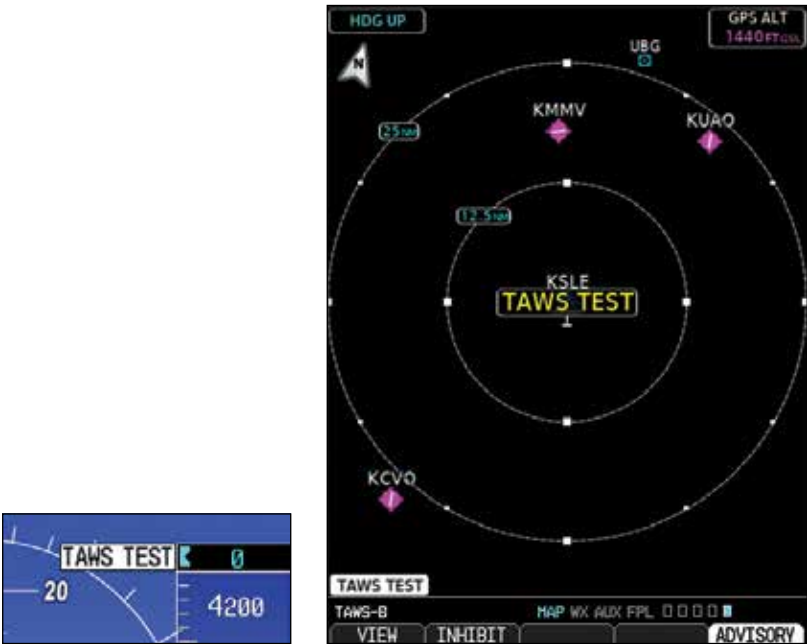 TAWS TEST 0
20
4200
HDG UP
GPS ALT
1440FT GSL
N
UBG
KMMV
KUAO
25NM
12.5NM
KSLE
TAWS TEST
KCVO
TAWS TEST
TAWS-B MAP WX AUX FPL
VIEW INHIBIT ADVISORY